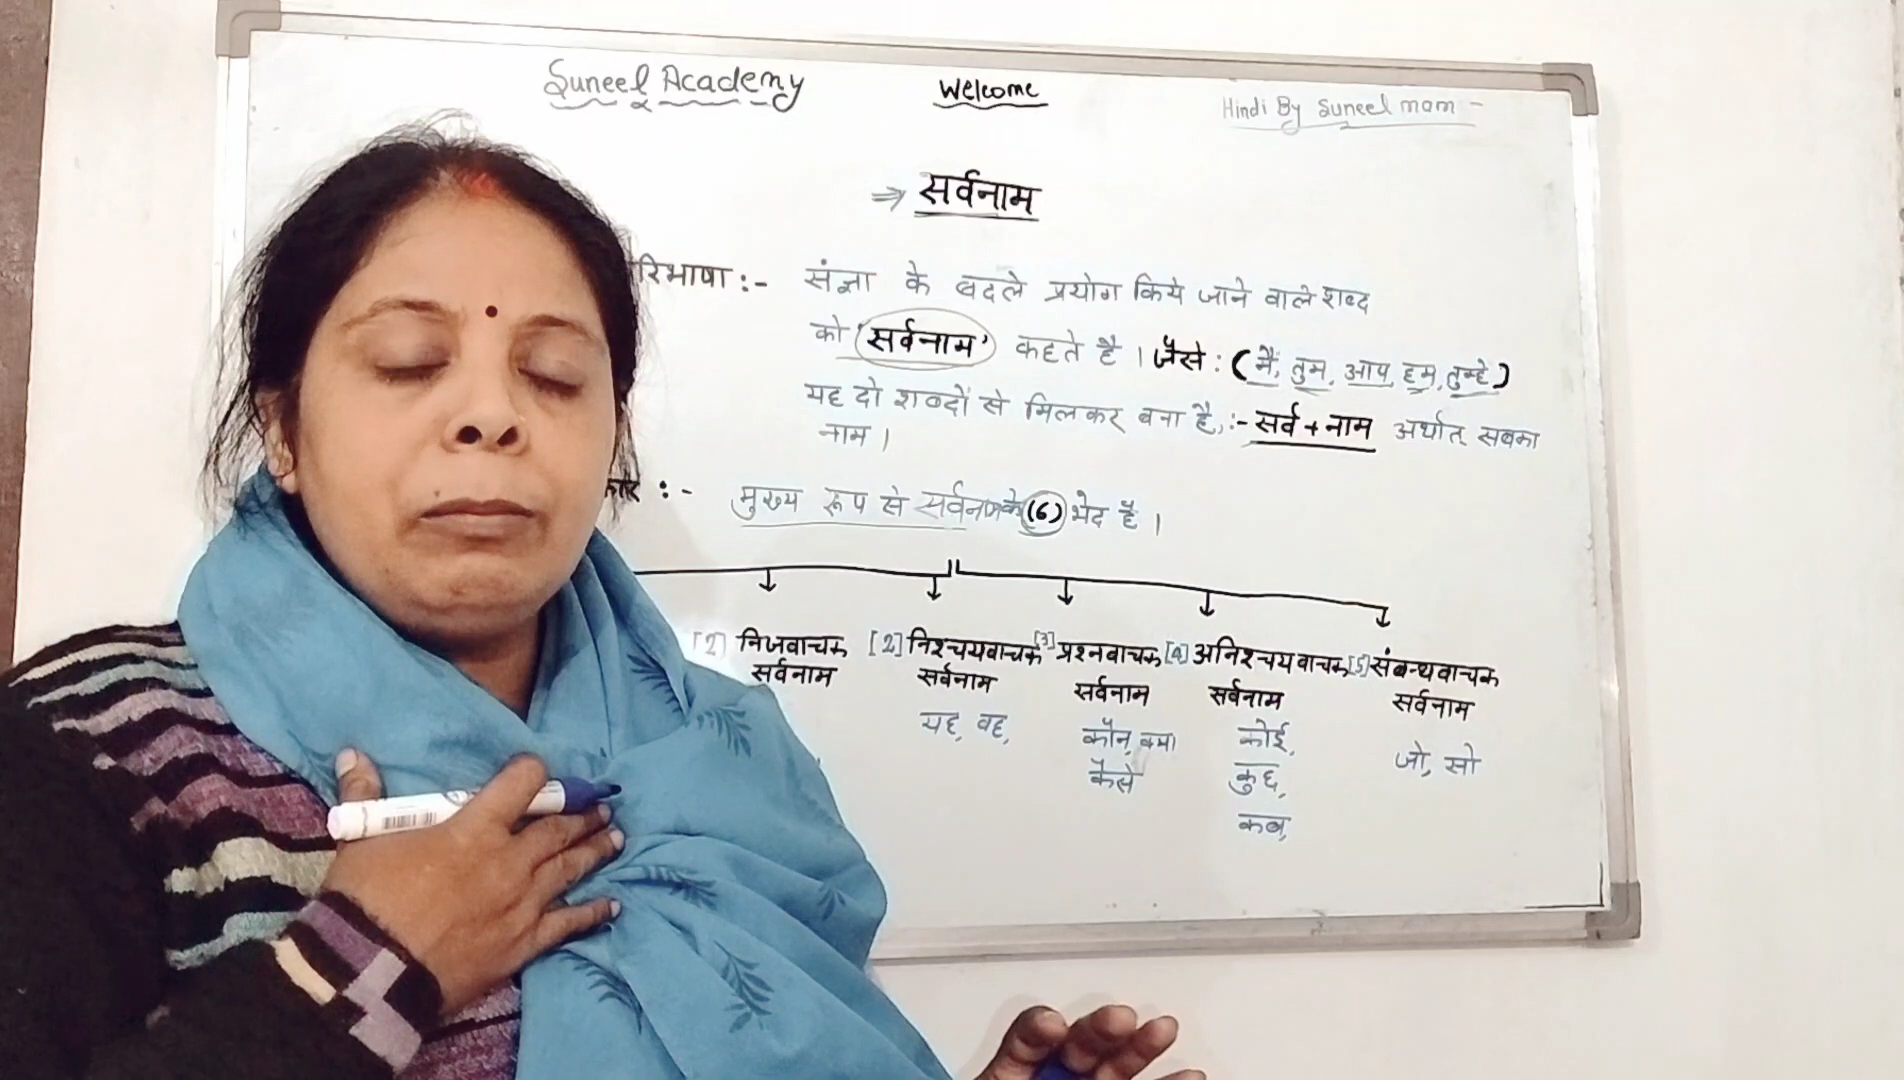 Suneel Academy
Welcome
Hindi By Suneel mam -
⇒ सर्वनाम
रिभाषा :- संज्ञा के बदले प्रयोग किये जाने वाले शब्द
को 'सर्वनाम' कहते है । जैसे : (मैं, तुम, आप, हम, तुम्हे)
यह दो शब्दों से मिलकर बना है, :- सर्व + नाम अर्थात् सबका
नाम ।
कार :- मुख्य रूप से सर्वनाम के (6) भेद है ।
[2] निजवाचक [2] निश्चयवाचक [3] प्रश्नवाचक [4] अनिश्चयवाचक [5] संबन्धवाचक
सर्वनाम सर्वनाम सर्वनाम सर्वनाम सर्वनाम
यह, वह, कौन, क्या कोई, जो, सो
कैसे कुछ,
कब,